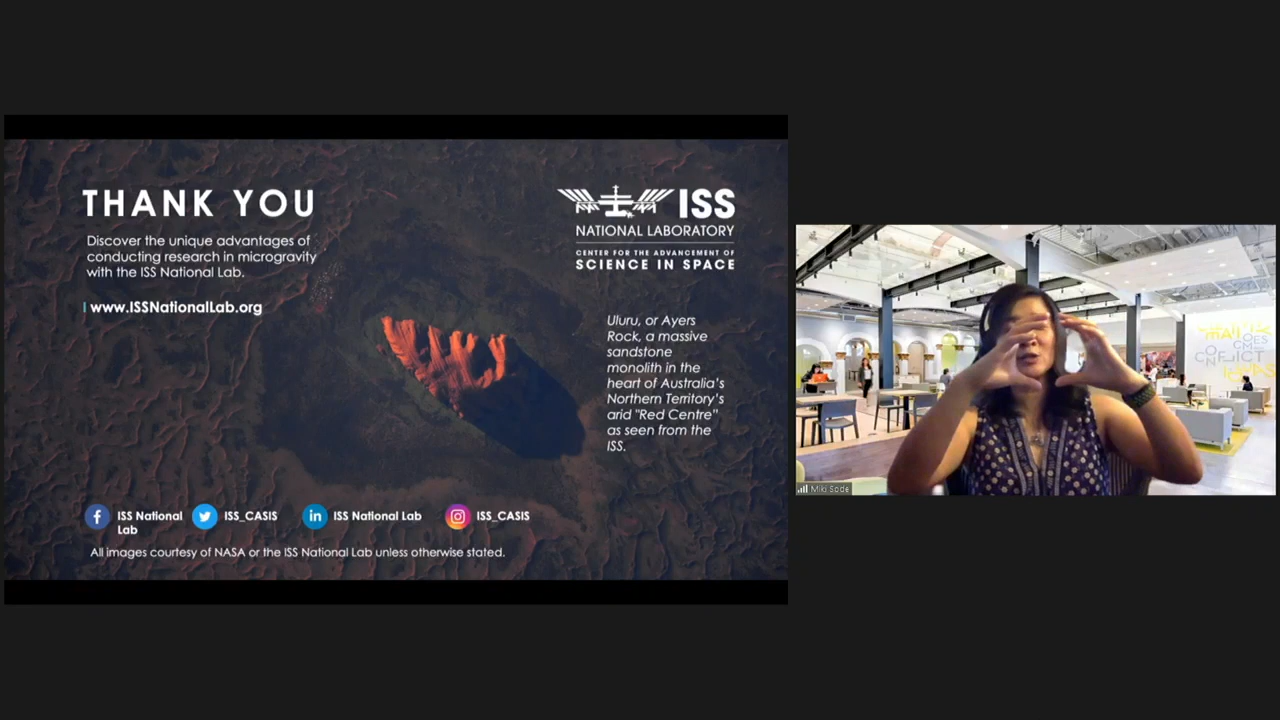 THANK YOU
Discover the unique advantages of
conducting research in microgravity
with the ISS National Lab.
www.ISSNationalLab.org
ISS
NATIONAL LABORATORY
CENTER FOR THE ADVANCEMENT OF
SCIENCE IN SPACE
Uluru, or Ayers
Rock, a massive
sandstone
monolith in the
heart of Australia's
Northern Territory's
arid "Red Centre"
as seen from the
ISS.
ISS National
Lab
ISS_CASIS
ISS National Lab
ISS_CASIS
All images courtesy of NASA or the ISS National Lab unless otherwise stated.
CONFLICT
Miki Sode